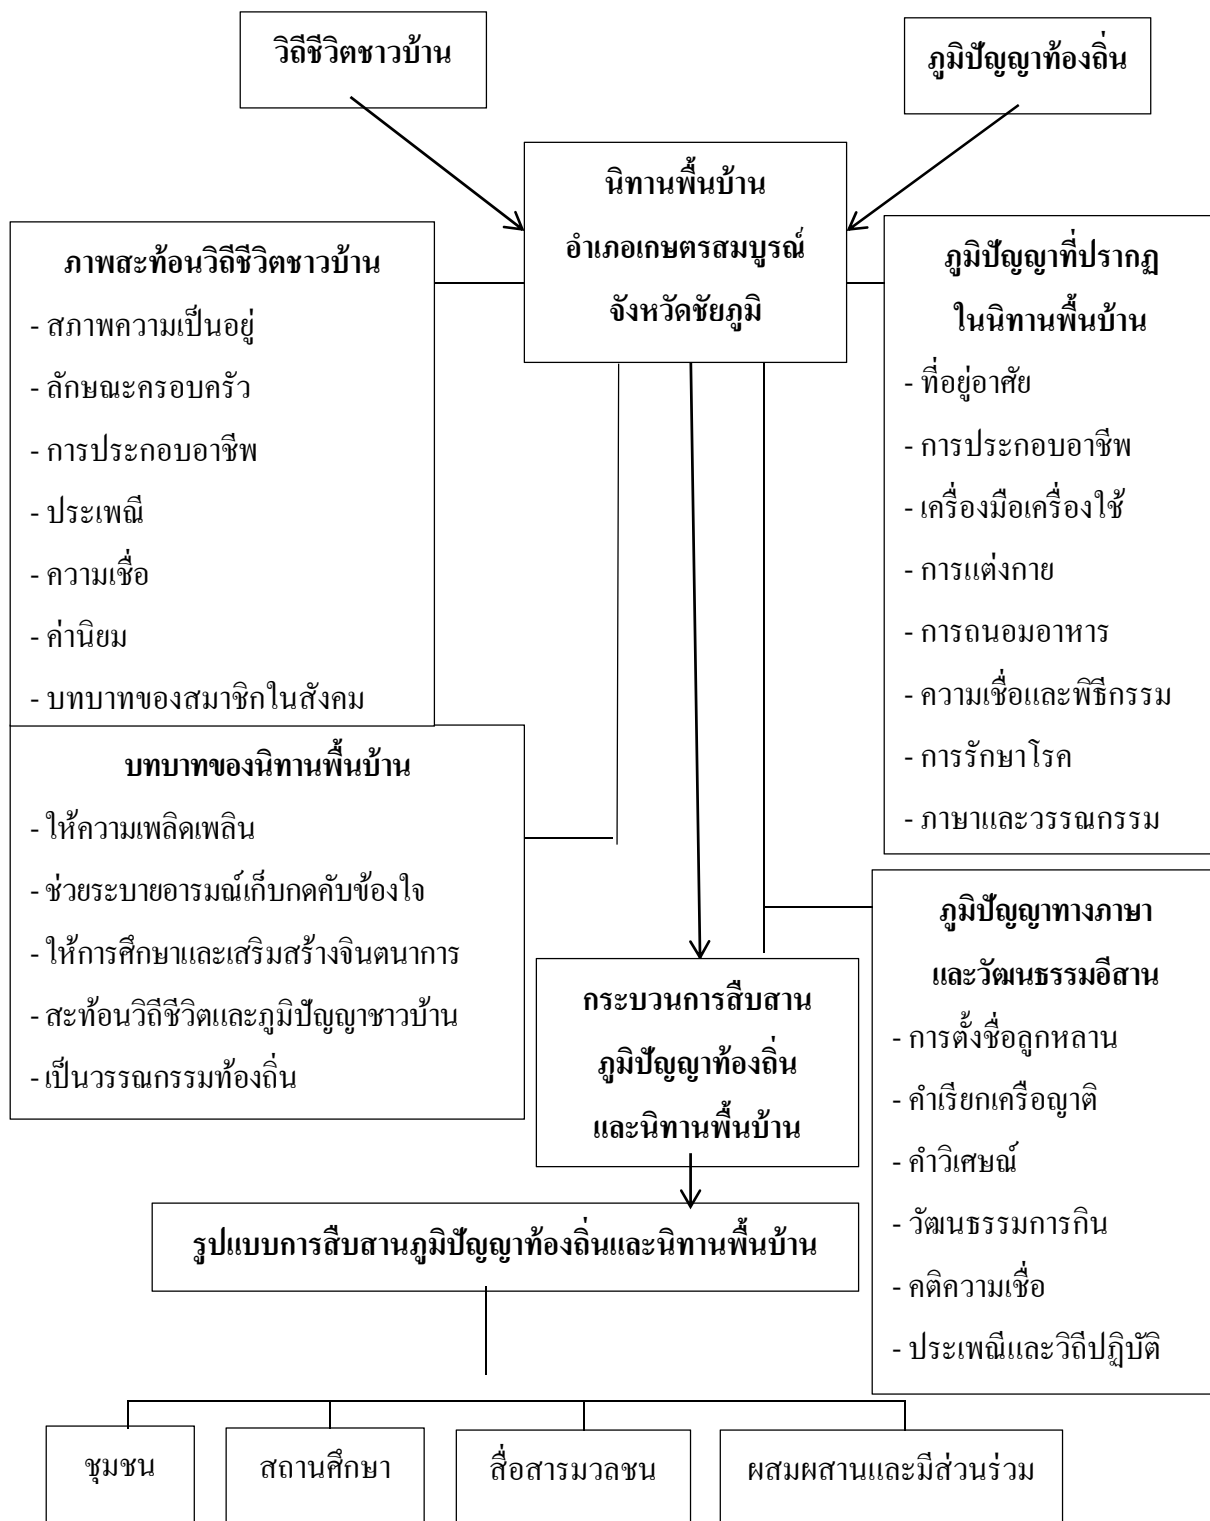 วิถีชีวิตชาวบ้าน
ภูมิปัญญาท้องถิ่น
นิทานพื้นบ้าน
อำเภอเกษตรสมบูรณ์
จังหวัดชัยภูมิ
ภาพสะท้อนวิถีชีวิตชาวบ้าน
- สภาพความเป็นอยู่
- ลักษณะครอบครัว
- การประกอบอาชีพ
- ประเพณี
- ความเชื่อ
- ค่านิยม
- บทบาทของสมาชิกในสังคม
ภูมิปัญญาที่ปรากฏ
ในนิทานพื้นบ้าน
- ที่อยู่อาศัย
- การประกอบอาชีพ
- เครื่องมือเครื่องใช้
- การแต่งกาย
- การถนอมอาหาร
- ความเชื่อและพิธีกรรม
- การรักษาโรค
- ภาษาและวรรณกรรม
บทบาทของนิทานพื้นบ้าน
- ให้ความเพลิดเพลิน
- ช่วยระบายอารมณ์เก็บกดคับข้องใจ
- ให้การศึกษาและเสริมสร้างจินตนาการ
- สะท้อนวิถีชีวิตและภูมิปัญญาชาวบ้าน
- เป็นวรรณกรรมท้องถิ่น
ภูมิปัญญาทางภาษา
และวัฒนธรรมอีสาน
- การตั้งชื่อลูกหลาน
- คำเรียกเครือญาติ
- คำวิเศษณ์
- วัฒนธรรมการกิน
- คติความเชื่อ
- ประเพณีและวิถีปฏิบัติ
กระบวนการสืบสาน
ภูมิปัญญาท้องถิ่น
และนิทานพื้นบ้าน
รูปแบบการสืบสานภูมิปัญญาท้องถิ่นและนิทานพื้นบ้าน
ชุมชน
สถานศึกษา
สื่อสารมวลชน
ผสมผสานและมีส่วนร่วม